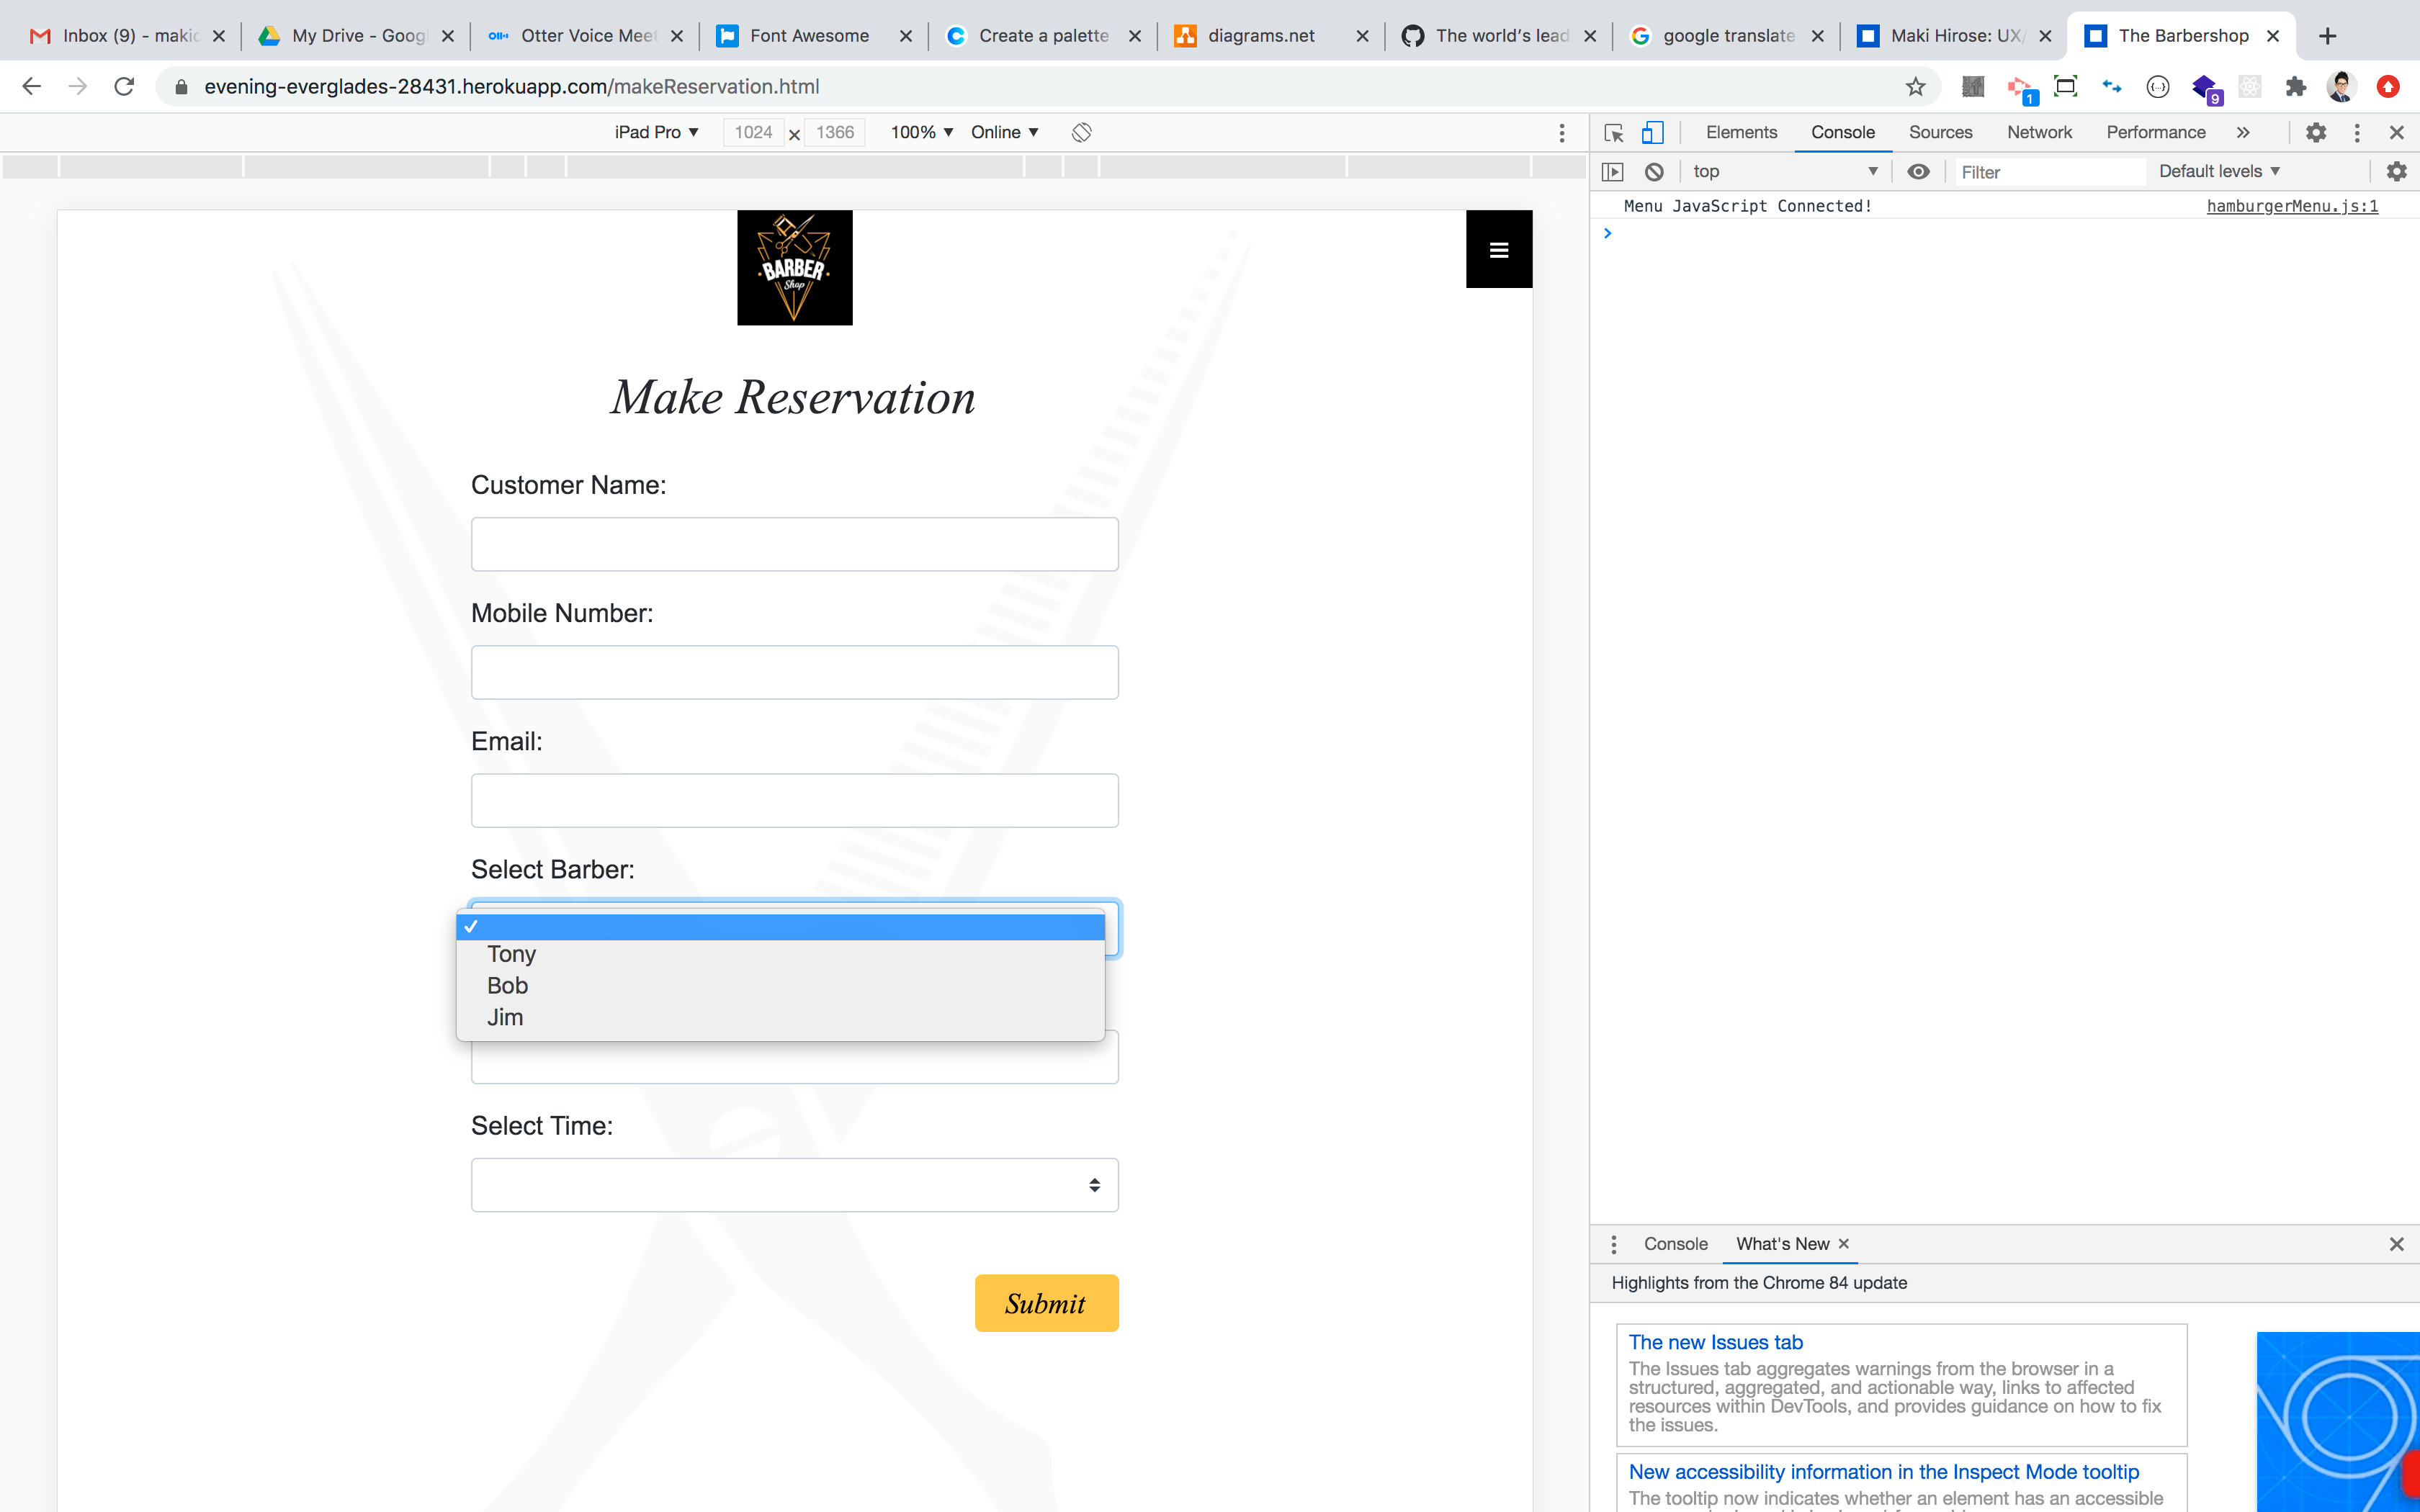 Inbox (9) - makic
My Drive - Googl
Otter Voice Meet
Font Awesome
Create a palette
diagrams.net
The world's lead
google translate
Maki Hirose: UX/
The Barbershop
evening-everglades-28431.herokuapp.com/makeReservation.html
1
9
iPad Pro ▼ 1024 × 1366 100% ▼ Online ▼
Elements Console Sources Network Performance »
top
Filter
Default levels ▼
Menu JavaScript Connected!
hamburgerMenu.js:1
BARBER
Shop
Make Reservation
Customer Name:
Mobile Number:
Email:
Select Barber:
Tony
Bob
Jim
Select Time:
Submit
Console
What's New
Highlights from the Chrome 84 update
The new Issues tab
The Issues tab aggregates warnings from the browser in a
structured, aggregated, and actionable way, links to affected
resources within DevTools, and provides guidance on how to fix
the issues.
New accessibility information in the Inspect Mode tooltip
The tooltip now indicates whether an element has an accessible